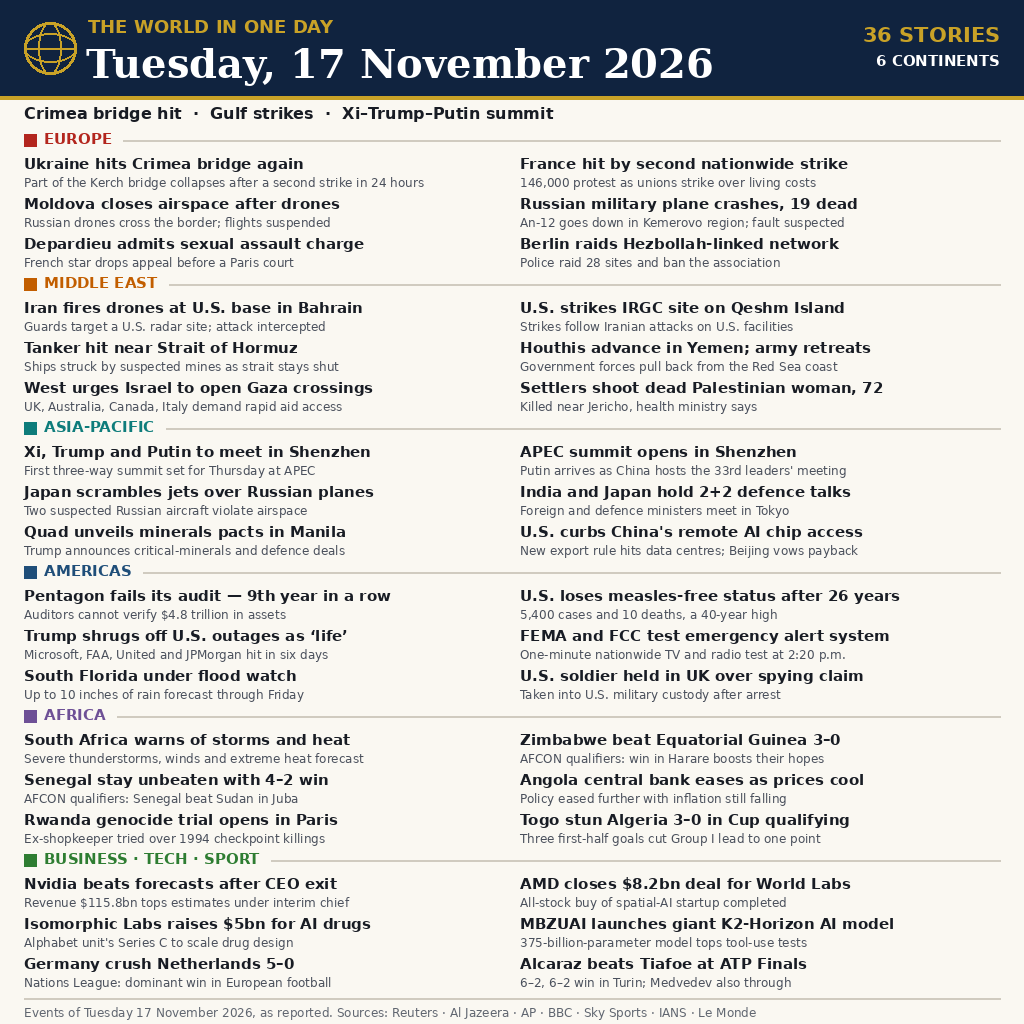 THE WORLD IN ONE DAY
Tuesday, 17 November 2026
36 STORIES
6 CONTINENTS
Crimea bridge hit · Gulf strikes · Xi–Trump–Putin summit
EUROPE
Ukraine hits Crimea bridge again
Part of the Kerch bridge collapses after a second strike in 24 hours
France hit by second nationwide strike
146,000 protest as unions strike over living costs
Moldova closes airspace after drones
Russian drones cross the border; flights suspended
Russian military plane crashes, 19 dead
An-12 goes down in Kemerovo region; fault suspected
Depardieu admits sexual assault charge
French star drops appeal before a Paris court
Berlin raids Hezbollah-linked network
Police raid 28 sites and ban the association
MIDDLE EAST
Iran fires drones at U.S. base in Bahrain
Guards target a U.S. radar site; attack intercepted
U.S. strikes IRGC site on Qeshm Island
Strikes follow Iranian attacks on U.S. facilities
Tanker hit near Strait of Hormuz
Ships struck by suspected mines as strait stays shut
Houthis advance in Yemen; army retreats
Government forces pull back from the Red Sea coast
West urges Israel to open Gaza crossings
UK, Australia, Canada, Italy demand rapid aid access
Settlers shoot dead Palestinian woman, 72
Killed near Jericho, health ministry says
ASIA-PACIFIC
Xi, Trump and Putin to meet in Shenzhen
First three-way summit set for Thursday at APEC
APEC summit opens in Shenzhen
Putin arrives as China hosts the 33rd leaders' meeting
Japan scrambles jets over Russian planes
Two suspected Russian aircraft violate airspace
India and Japan hold 2+2 defence talks
Foreign and defence ministers meet in Tokyo
Quad unveils minerals pacts in Manila
Trump announces critical-minerals and defence deals
U.S. curbs China's remote AI chip access
New export rule hits data centres; Beijing vows payback
AMERICAS
Pentagon fails its audit — 9th year in a row
Auditors cannot verify $4.8 trillion in assets
U.S. loses measles-free status after 26 years
5,400 cases and 10 deaths, a 40-year high
Trump shrugs off U.S. outages as ‘life’
Microsoft, FAA, United and JPMorgan hit in six days
FEMA and FCC test emergency alert system
One-minute nationwide TV and radio test at 2:20 p.m.
South Florida under flood watch
Up to 10 inches of rain forecast through Friday
U.S. soldier held in UK over spying claim
Taken into U.S. military custody after arrest
AFRICA
South Africa warns of storms and heat
Severe thunderstorms, winds and extreme heat forecast
Zimbabwe beat Equatorial Guinea 3–0
AFCON qualifiers: win in Harare boosts their hopes
Senegal stay unbeaten with 4–2 win
AFCON qualifiers: Senegal beat Sudan in Juba
Angola central bank eases as prices cool
Policy eased further with inflation still falling
Rwanda genocide trial opens in Paris
Ex-shopkeeper tried over 1994 checkpoint killings
Togo stun Algeria 3–0 in Cup qualifying
Three first-half goals cut Group I lead to one point
BUSINESS · TECH · SPORT
Nvidia beats forecasts after CEO exit
Revenue $115.8bn tops estimates under interim chief
AMD closes $8.2bn deal for World Labs
All-stock buy of spatial-AI startup completed
Isomorphic Labs raises $5bn for AI drugs
Alphabet unit's Series C to scale drug design
MBZUAI launches giant K2-Horizon AI model
375-billion-parameter model tops tool-use tests
Germany crush Netherlands 5–0
Nations League: dominant win in European football
Alcaraz beats Tiafoe at ATP Finals
6–2, 6–2 win in Turin; Medvedev also through
Events of Tuesday 17 November 2026, as reported. Sources: Reuters · Al Jazeera · AP · BBC · Sky Sports · IANS · Le Monde